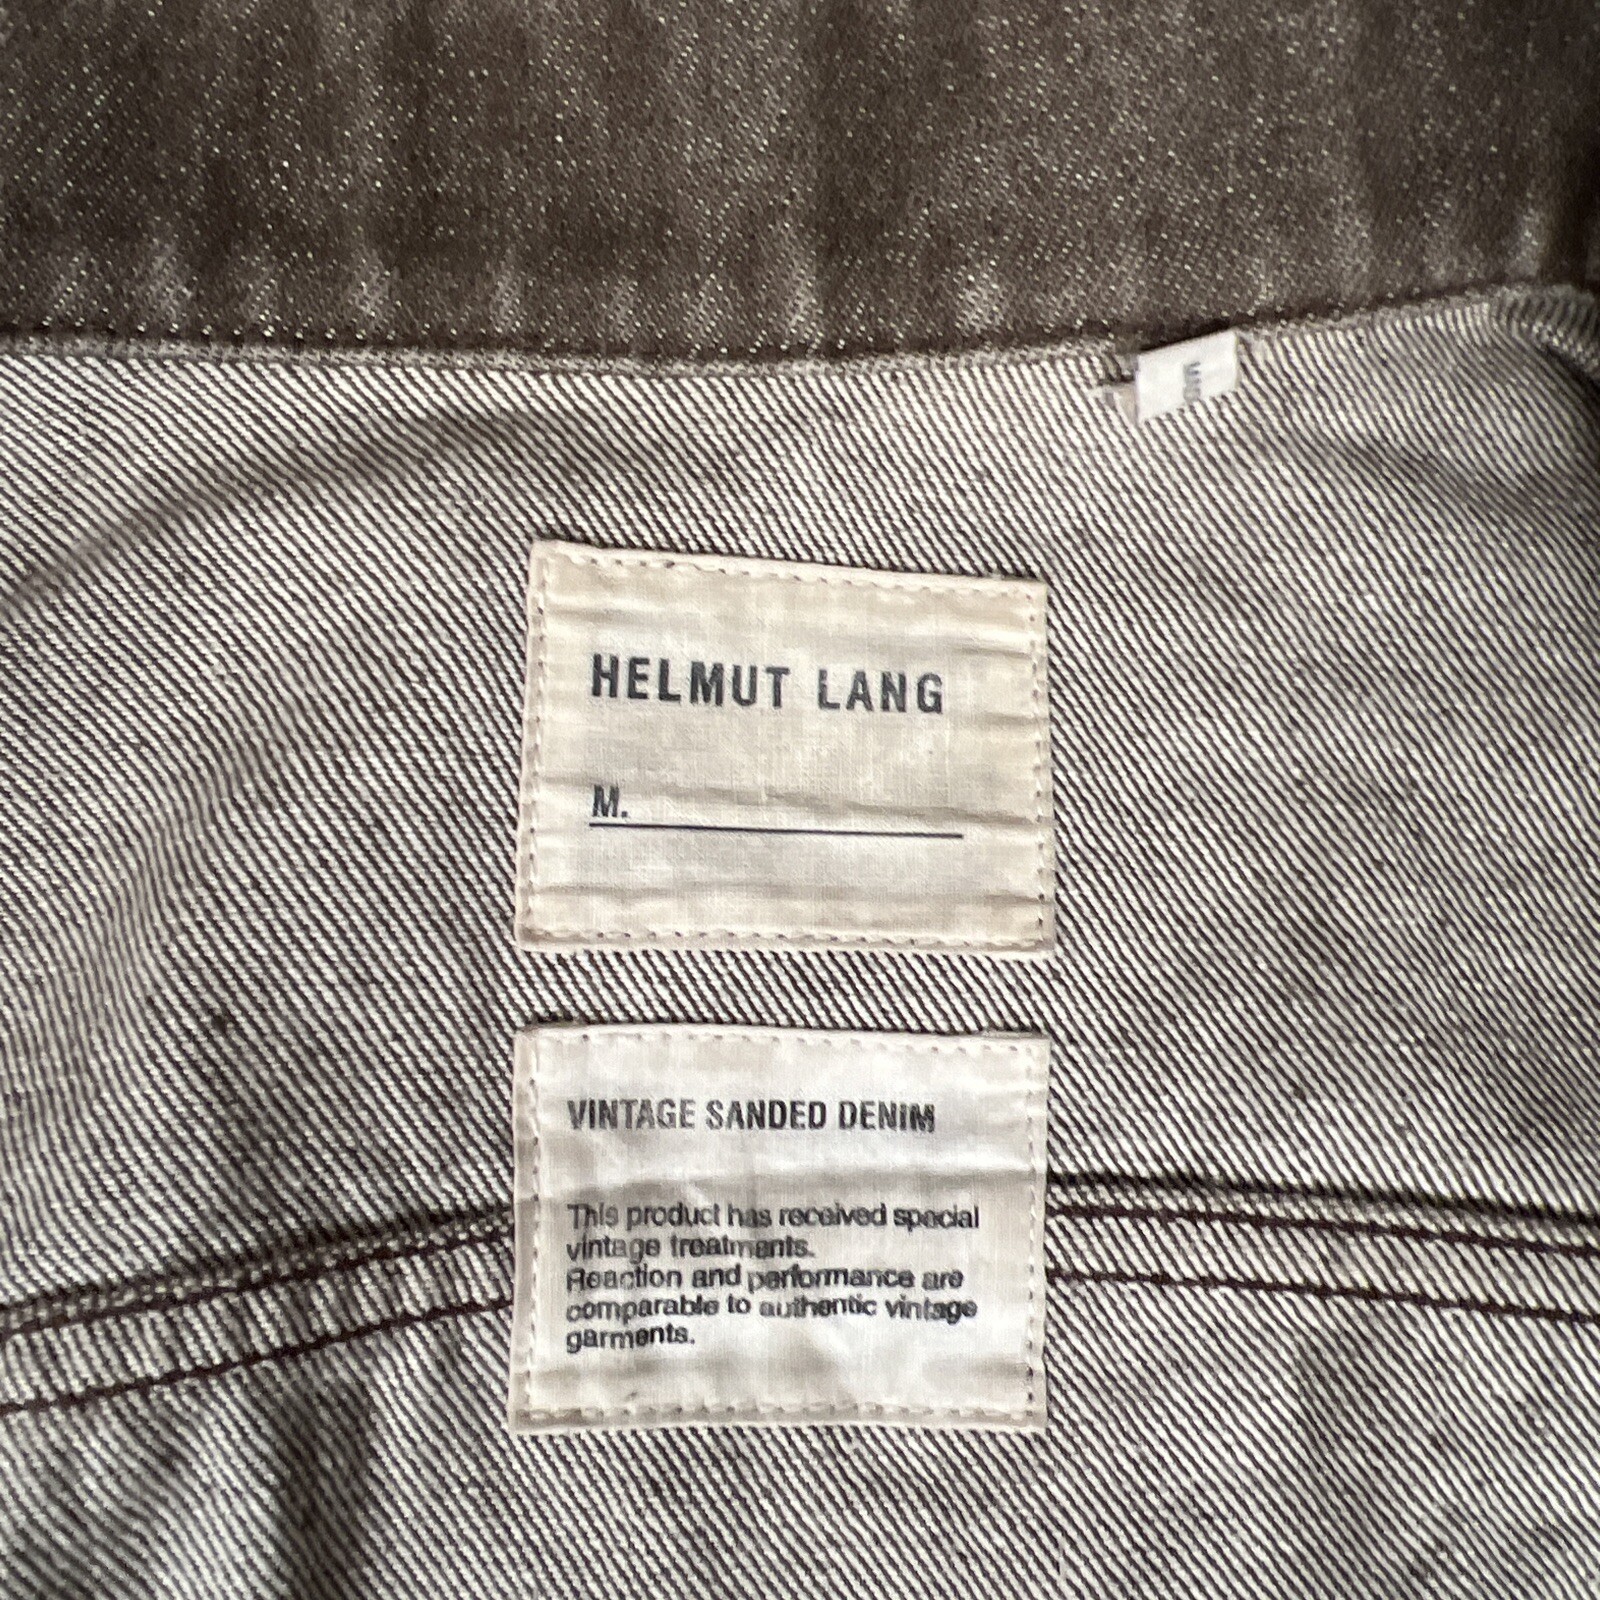 HELMUT LANG
M.
VINTAGE SANDED DENIM
This product has received special
vintage treatments.
Reaction and performance are
comparable to authentic vintage
garments.